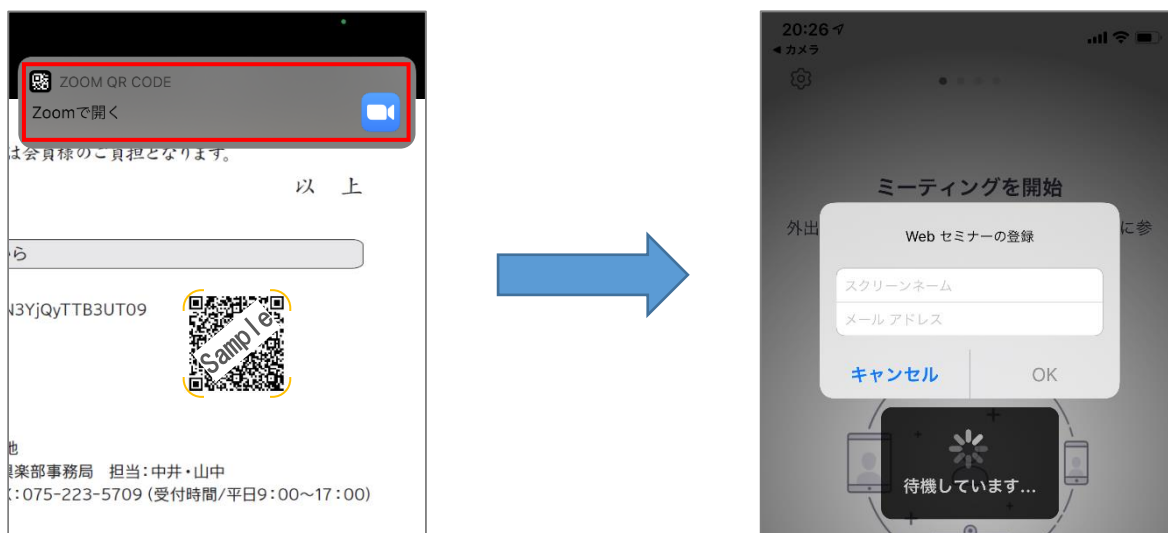 ZOOM QR CODE
Zoomで開く
は会員様のご負担となります。
以 上
ら
N3YjQyTTB3UT09
Sample
地
倶楽部事務局 担当：中井・山中
:075-223-5709 (受付時間/平日9：00～17：00)
20:26
カメラ
ミーティングを開始
外出
に参
Web セミナーの登録
スクリーンネーム
メール アドレス
キャンセル
OK
待機しています...